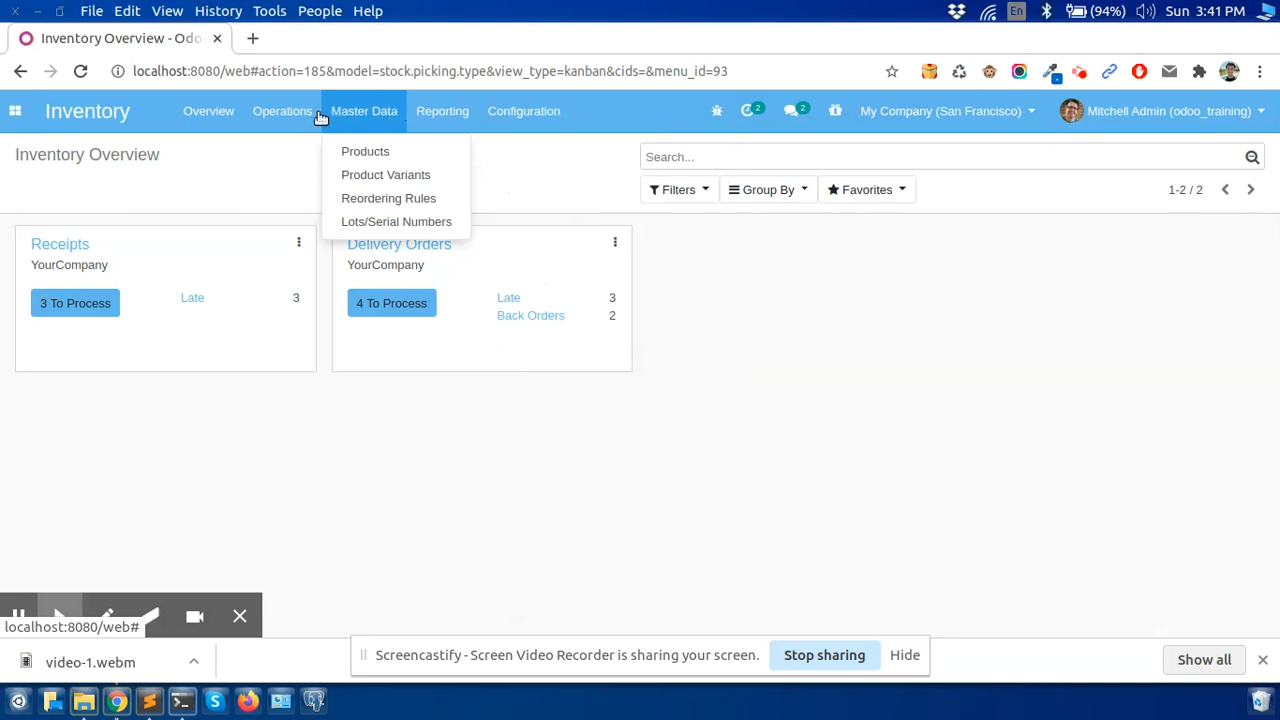 File Edit View History Tools People Help
En
(94%)
Sun 3:41 PM
Inventory Overview - Odo
localhost:8080/web#action=185&model=stock.picking.type&view_type=kanban&cids=&menu_id=93
Inventory
Overview Operations Master Data Reporting Configuration
2 2
My Company (San Francisco)
Mitchell Admin (odoo_training)
Inventory Overview
Search...
Filters Group By Favorites
1-2 / 2
Products
Product Variants
Reordering Rules
Lots/Serial Numbers
Receipts
YourCompany
3 To Process
Late 3
Delivery Orders
YourCompany
4 To Process
Late 3
Back Orders 2
localhost:8080/web#
video-1.webm
Screencastify - Screen Video Recorder is sharing your screen.
Stop sharing
Hide
Show all